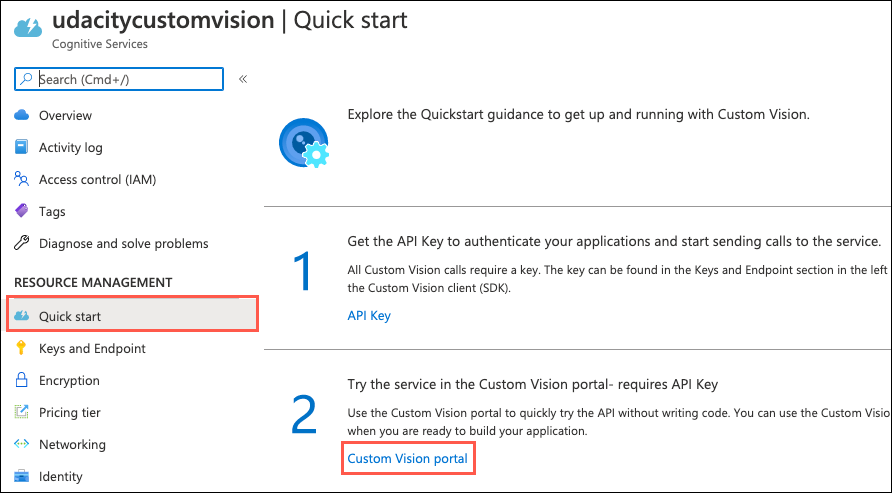 udacitycustomvision | Quick start
Cognitive Services
Search (Cmd+/)
«
Overview
Activity log
Access control (IAM)
Tags
Diagnose and solve problems
RESOURCE MANAGEMENT
Quick start
Keys and Endpoint
Encryption
Pricing tier
Networking
Identity
Explore the Quickstart guidance to get up and running with Custom Vision.
1
Get the API Key to authenticate your applications and start sending calls to the service.
All Custom Vision calls require a key. The key can be found in the Keys and Endpoint section in the left
the Custom Vision client (SDK).
API Key
2
Try the service in the Custom Vision portal- requires API Key
Use the Custom Vision portal to quickly try the API without writing code. You can use the Custom Visio
when you are ready to build your application.
Custom Vision portal